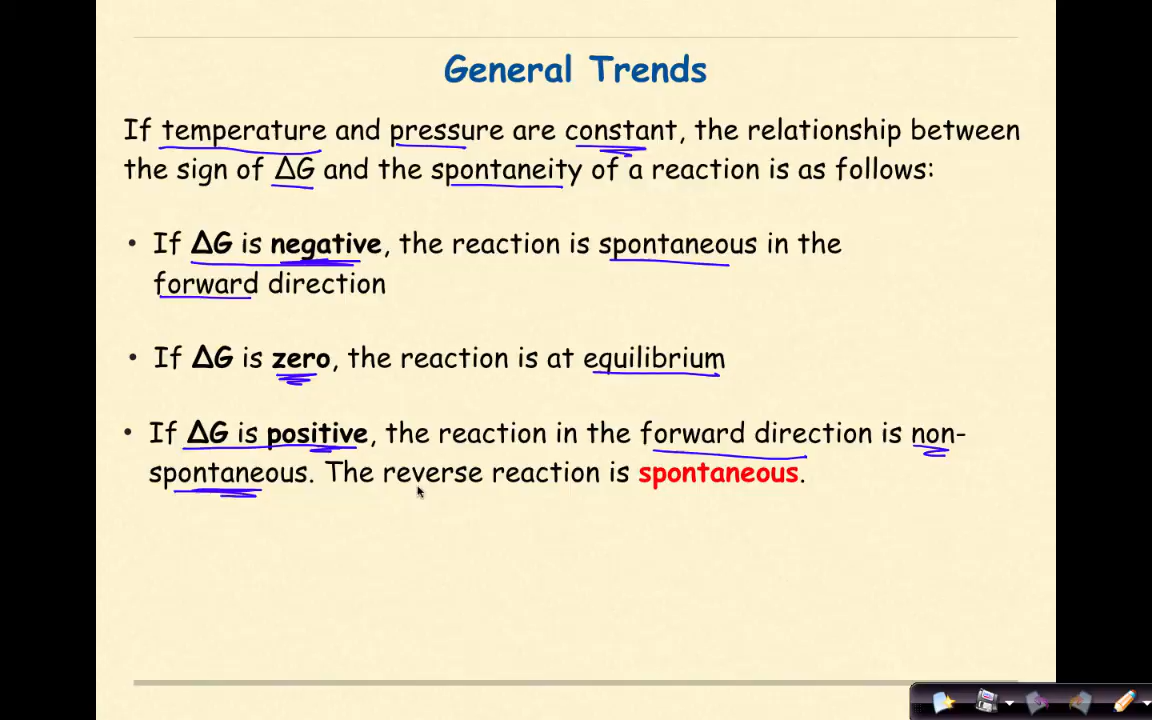 General Trends
If temperature and pressure are constant, the relationship between
the sign of ΔG and the spontaneity of a reaction is as follows:
• If ΔG is negative, the reaction is spontaneous in the
forward direction
• If ΔG is zero, the reaction is at equilibrium
• If ΔG is positive, the reaction in the forward direction is non-
spontaneous. The reverse reaction is spontaneous.